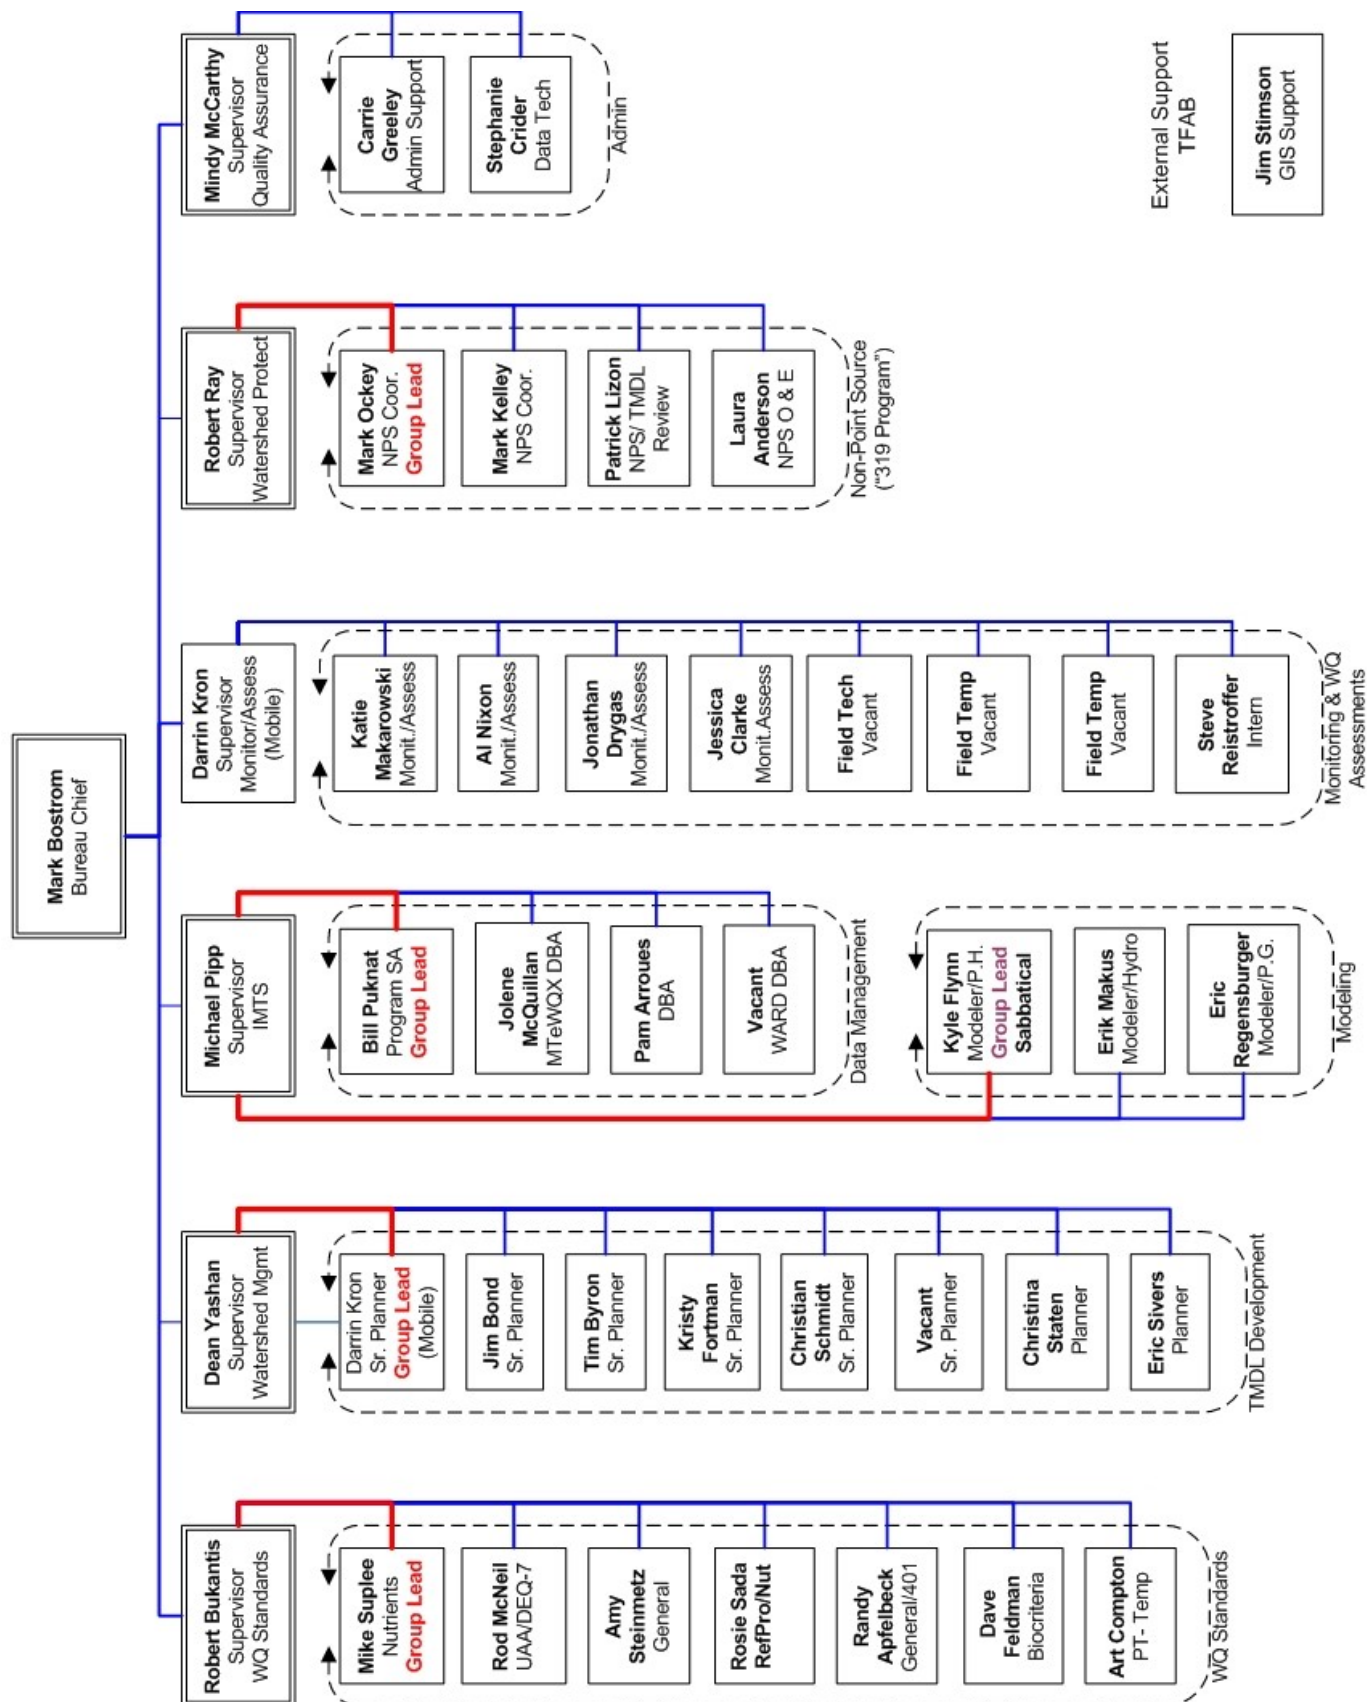 Mark Bostrom
Bureau Chief
Robert Bukantis
Supervisor
WQ Standards
Mike Suplee
Nutrients
Group Lead
Rod McNeil
UAA/DEQ-7
Amy
Steinmetz
General
Rosie Sada
RefPro/Nut
Randy
Apfelbeck
General/401
Dave
Feldman
Biocriteria
Art Compton
PT- Temp
WQ Standards
Dean Yashan
Supervisor
Watershed Mgmt
Darrin Kron
Sr. Planner
Group Lead
(Mobile)
Jim Bond
Sr. Planner
Tim Byron
Sr. Planner
Kristy
Fortman
Sr. Planner
Christian
Schmidt
Sr. Planner
Vacant
Sr. Planner
Christina
Staten
Planner
Eric Sivers
Planner
TMDL Development
Michael Pipp
Supervisor
IMTS
Bill Puknat
Program SA
Group Lead
Jolene
McQuillan
MTeWQX DBA
Pam Arroues
DBA
Vacant
WARD DBA
Data Management
Kyle Flynn
Modeler/P.H.
Group Lead
Sabbatical
Erik Makus
Modeler/Hydro
Eric
Regensburger
Modeler/P.G.
Modeling
Darrin Kron
Supervisor
Monitor/Assess
(Mobile)
Katie
Makarowski
Monit./Assess
Al Nixon
Monit./Assess
Jonathan
Drygas
Monit./Assess
Jessica
Clarke
Monit.Assess
Field Tech
Vacant
Field Temp
Vacant
Field Temp
Vacant
Steve
Reistroffer
Intern
Monitoring & WQ
Assessments
Robert Ray
Supervisor
Watershed Protect
Mark Ockey
NPS Coor.
Group Lead
Mark Kelley
NPS Coor.
Patrick Lizon
NPS/ TMDL
Review
Laura
Anderson
NPS O & E
Non-Point Source
("319 Program")
Mindy McCarthy
Supervisor
Quality Assurance
Carrie
Greeley
Admin Support
Stephanie
Crider
Data Tech
Admin
External Support
TFAB
Jim Stimson
GIS Support